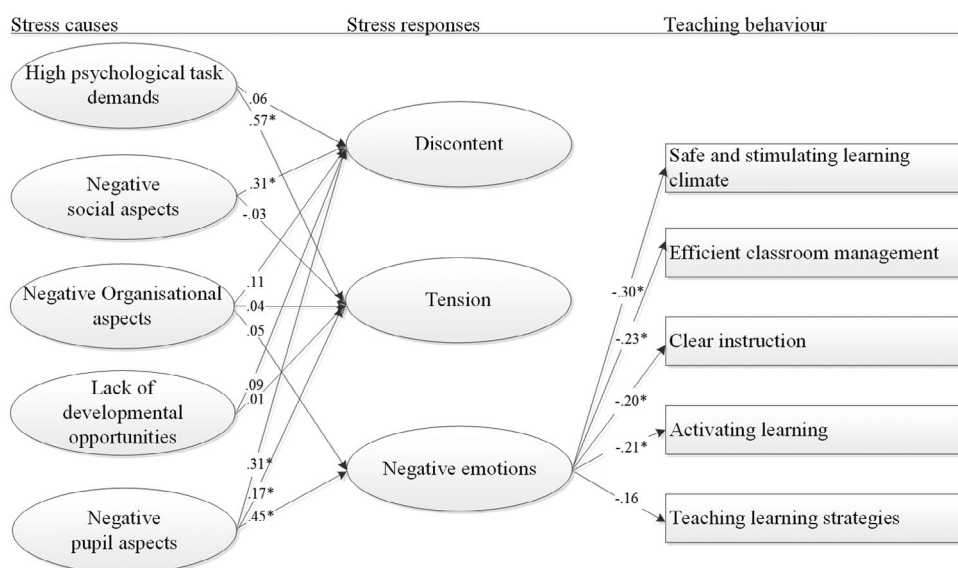 Stress causes
Stress responses
Teaching behaviour
High psychological task
demands
Negative
social aspects
Negative Organisational
aspects
Lack of
developmental
opportunities
Negative
pupil aspects
.06
.57*
.31*
-.03
.11
.04
.05
.09
.01
.31*
.17*
.45*
Discontent
Tension
Negative emotions
-.30*
-.23*
-.20*
-.21*
-.16
Safe and stimulating learning
climate
Efficient classroom management
Clear instruction
Activating learning
Teaching learning strategies